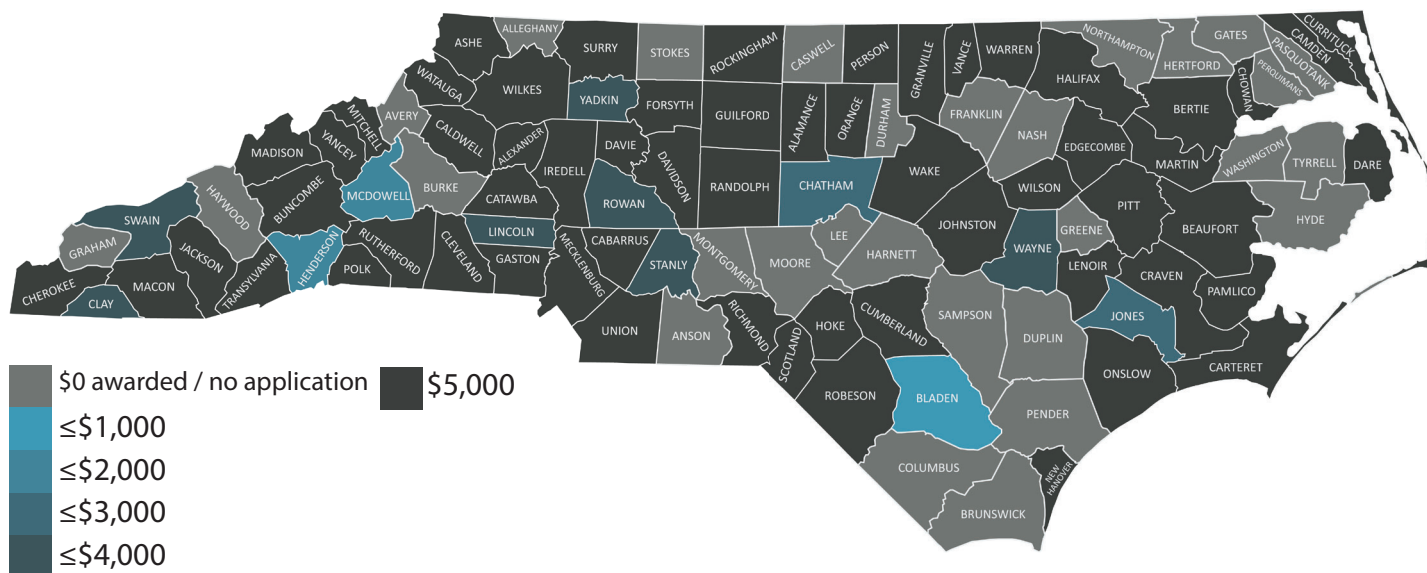 ALLEGHANY
ASHE
SURRY
STOKES
ROCKINGHAM
CASWELL
PERSON
GRANVILLE
VANCE
WARREN
NORTHAMPTON
GATES
HERTFORD
CURRITUCK
CAMDEN
PASQUOTANK
PERQUIMANS
CHOWAN
HALIFAX
BERTIE
WATAUGA
WILKES
YADKIN
FORSYTH
GUILFORD
ALAMANCE
ORANGE
DURHAM
FRANKLIN
NASH
EDGECOMBE
MARTIN
WASHINGTON
TYRRELL
DARE
AVERY
MITCHELL
YANCEY
MADISON
CALDWELL
ALEXANDER
IREDELL
DAVIE
DAVIDSON
RANDOLPH
CHATHAM
WAKE
WILSON
PITT
BEAUFORT
HYDE
HAYWOOD
BUNCOMBE
MCDOWELL
BURKE
CATAWBA
ROWAN
LINCOLN
SWAIN
GRAHAM
JACKSON
CHEROKEE
CLAY
MACON
TRANSYLVANIA
HENDERSON
POLK
RUTHERFORD
CLEVELAND
GASTON
MECKLENBURG
CABARRUS
STANLY
MONTGOMERY
MOORE
LEE
HARNETT
JOHNSTON
WAYNE
GREENE
LENOIR
CRAVEN
PAMLICO
JONES
UNION
ANSON
RICHMOND
SCOTLAND
HOKE
CUMBERLAND
SAMPSON
DUPLIN
ONSLOW
CARTERET
ROBESON
BLADEN
PENDER
COLUMBUS
BRUNSWICK
NEW
HANOVER
$0 awarded / no application
$5,000
≤$1,000
≤$2,000
≤$3,000
≤$4,000